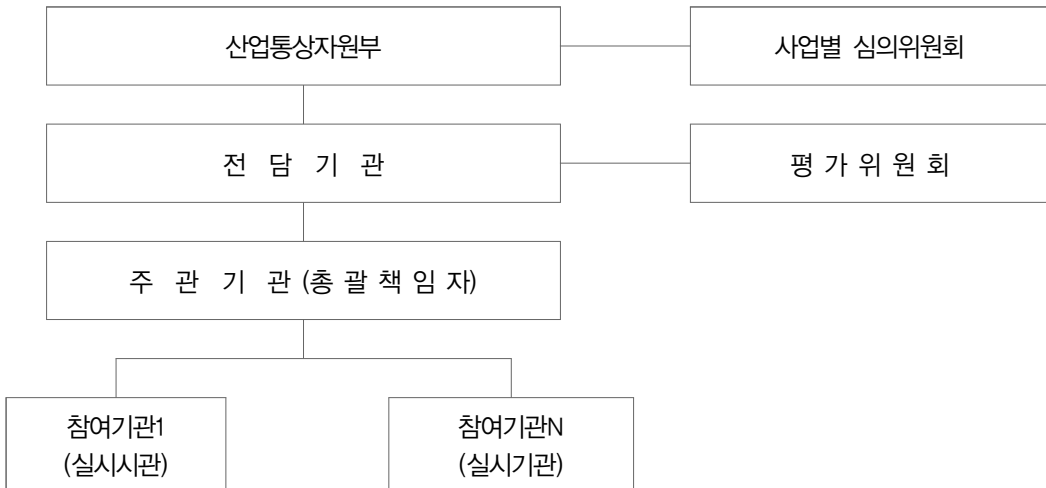 산업통상자원부
사업별 심의위원회
전 담 기 관
평 가 위 원 회
주 관 기 관 (총 괄 책 임 자)
참여기관1
(실시시관)
참여기관N
(실시기관)